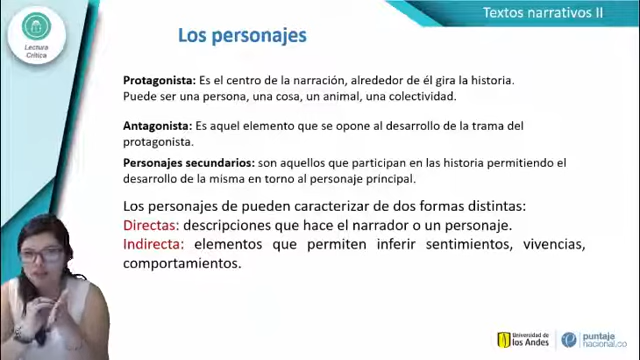 Textos narrativos II
Lectura
Crítica
Los personajes
Protagonista: Es el centro de la narración, alrededor de él gira la historia.
Puede ser una persona, una cosa, un animal, una colectividad.
Antagonista: Es aquel elemento que se opone al desarrollo de la trama del
protagonista.
Personajes secundarios: son aquellos que participan en las historia permitiendo el
desarrollo de la misma en torno al personaje principal.
Los personajes de pueden caracterizar de dos formas distintas:
Directas: descripciones que hace el narrador o un personaje.
Indirecta: elementos que permiten inferir sentimientos, vivencias,
comportamientos.
Universidad de
los Andes
puntaje
nacional.co